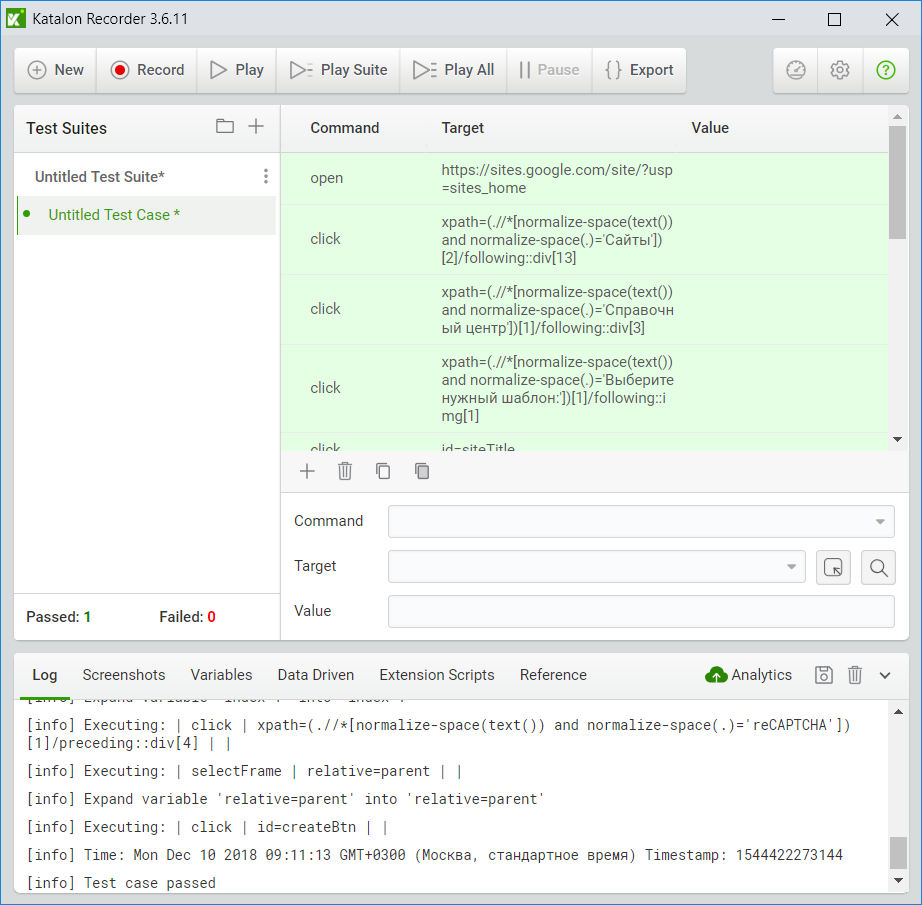 Katalon Recorder 3.6.11
New Record Play Play Suite Play All Pause Export
Test Suites
Untitled Test Suite*
Untitled Test Case *
Passed: 1 Failed: 0
Command Target Value
open
https://sites.google.com/site/?usp
=sites_home
click
xpath=(.//*[normalize-space(text())
and normalize-space(.)='Сайты'])
[2]/following::div[13]
click
xpath=(.//*[normalize-space(text())
and normalize-space(.)='Справочн
ый центр'])[1]/following::div[3]
click
xpath=(.//*[normalize-space(text())
and normalize-space(.)='Выберите
нужный шаблон:'])[1]/following::i
mg[1]
click id=siteTitle
Command
Target
Value
Log Screenshots Variables Data Driven Extension Scripts Reference Analytics
[info] Expand variable 'index=' into 'index='
[info] Executing: | click | xpath=(.//*[normalize-space(text()) and normalize-space(.)='reCAPTCHA'])
[1]/preceding::div[4] | |
[info] Executing: | selectFrame | relative=parent | |
[info] Expand variable 'relative=parent' into 'relative=parent'
[info] Executing: | click | id=createBtn | |
[info] Time: Mon Dec 10 2018 09:11:13 GMT+0300 (Москва, стандартное время) Timestamp: 1544422273144
[info] Test case passed